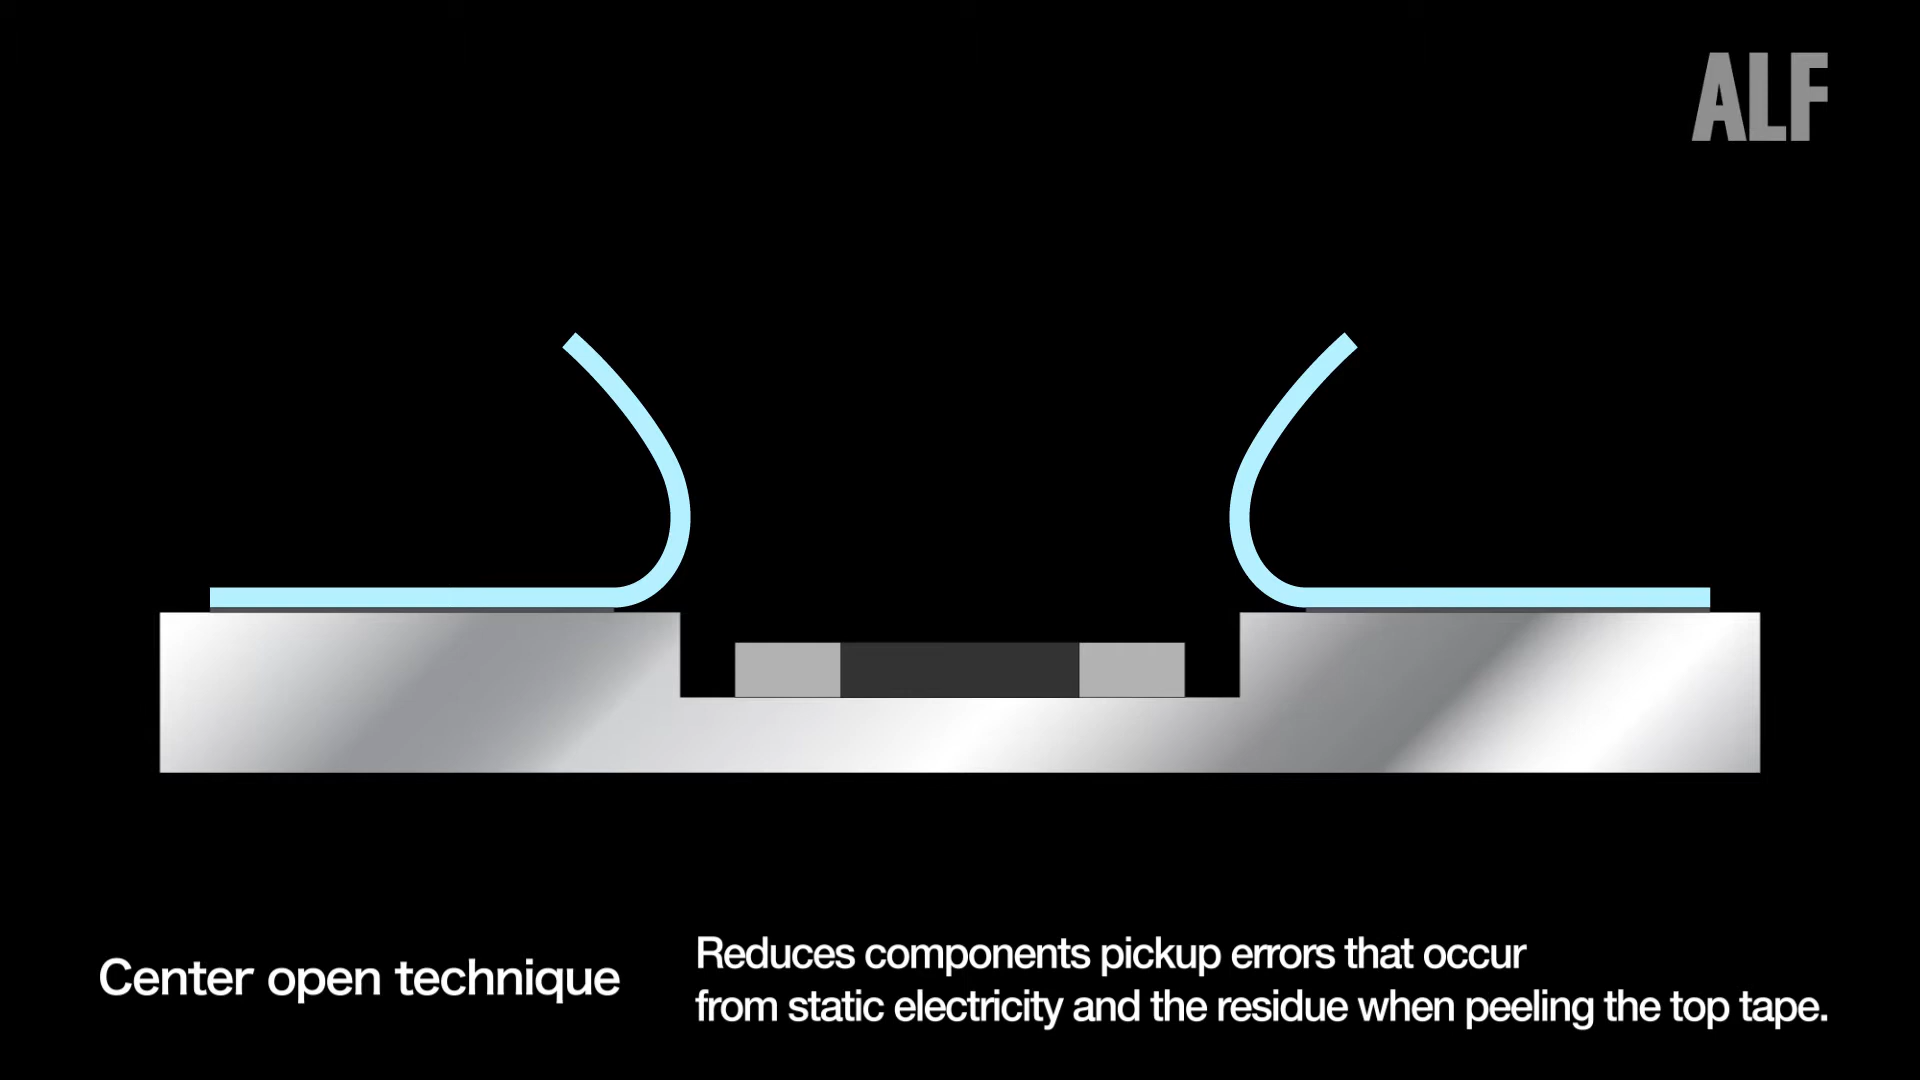 ALF
Center open technique
Reduces components pickup errors that occur
from static electricity and the residue when peeling the top tape.